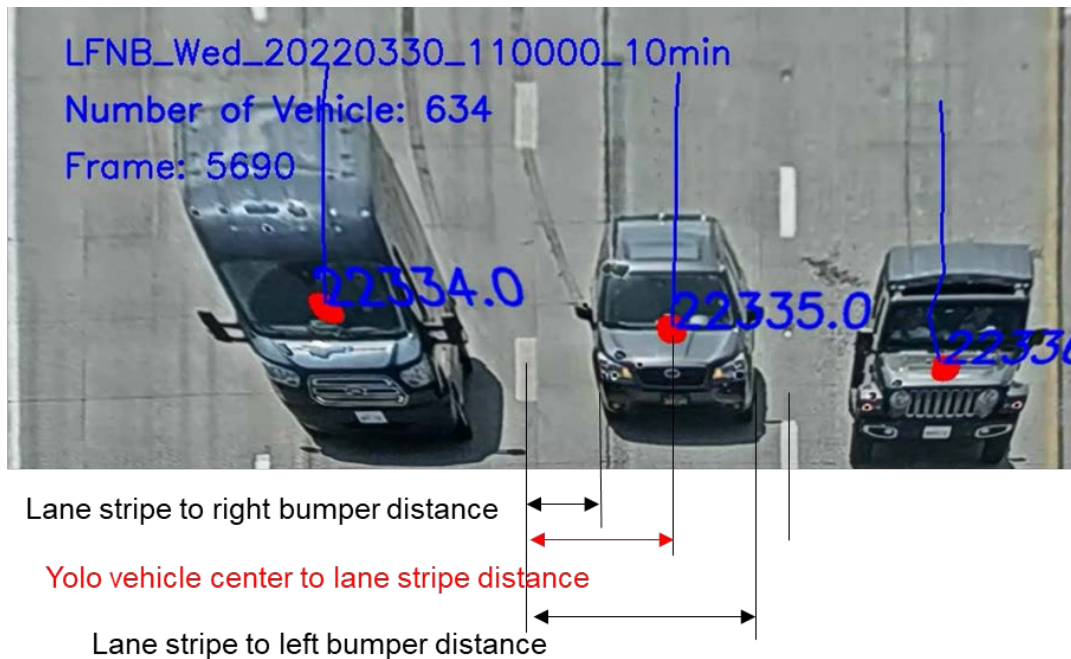 LFNB_Wed_20220330_110000_10min
Number of Vehicle: 634
Frame: 5690
22334.0
22335.0
Lane stripe to right bumper distance
Yolo vehicle center to lane stripe distance
Lane stripe to left bumper distance